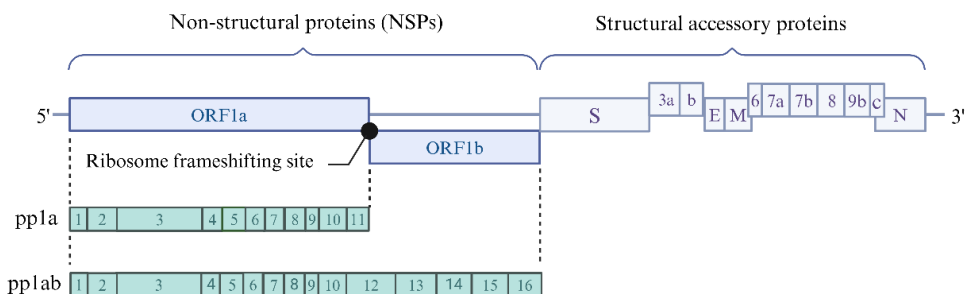 Non-structural proteins (NSPs) Structural accessory proteins
5' ORF1a S 3a b E M 6 7a 7b 8 9b c N 3'
Ribosome frameshifting site ORF1b
pp1a 1 2 3 4 5 6 7 8 9 10 11
pp1ab 1 2 3 4 5 6 7 8 9 10 12 13 14 15 16